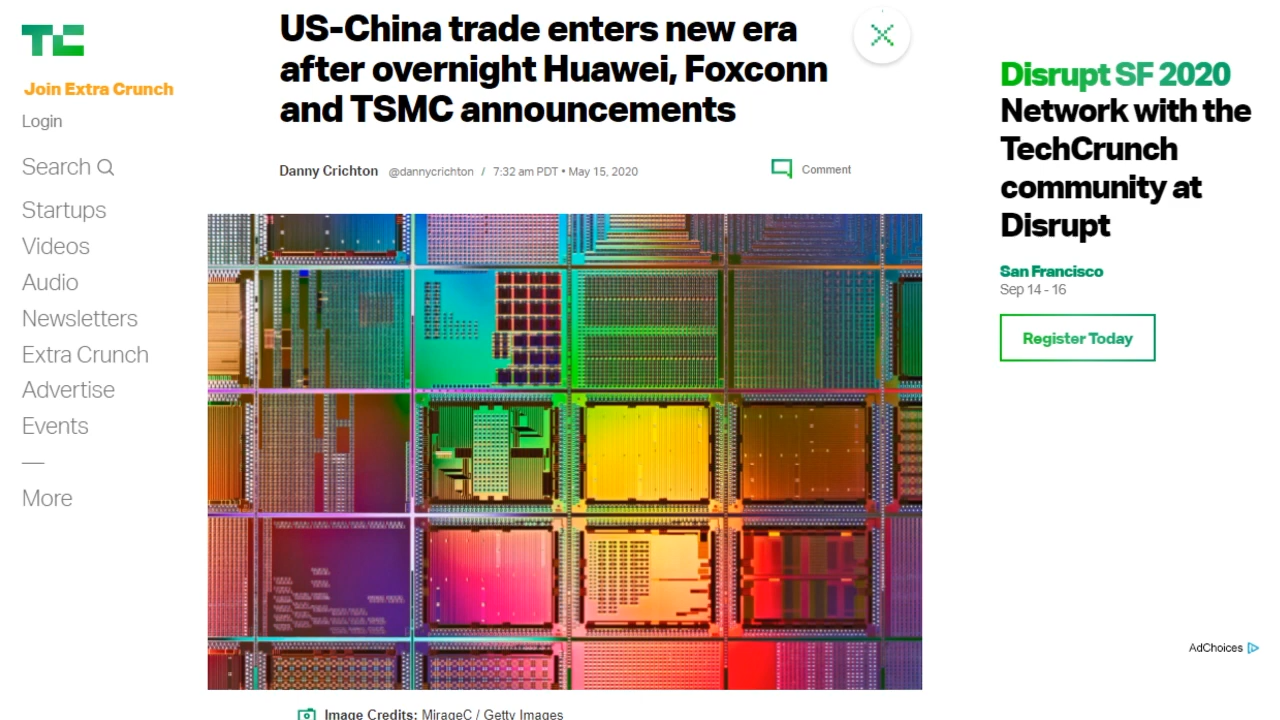 TC
Join Extra Crunch
Login
Search
Startups
Videos
Audio
Newsletters
Extra Crunch
Advertise
Events
—
More
US-China trade enters new era
after overnight Huawei, Foxconn
and TSMC announcements
Danny Crichton @dannycrichton / 7:32 am PDT • May 15, 2020
Comment
Image Credits: MirageC / Getty Images
Disrupt SF 2020
Network with the
TechCrunch
community at
Disrupt
San Francisco
Sep 14 - 16
Register Today
AdChoices